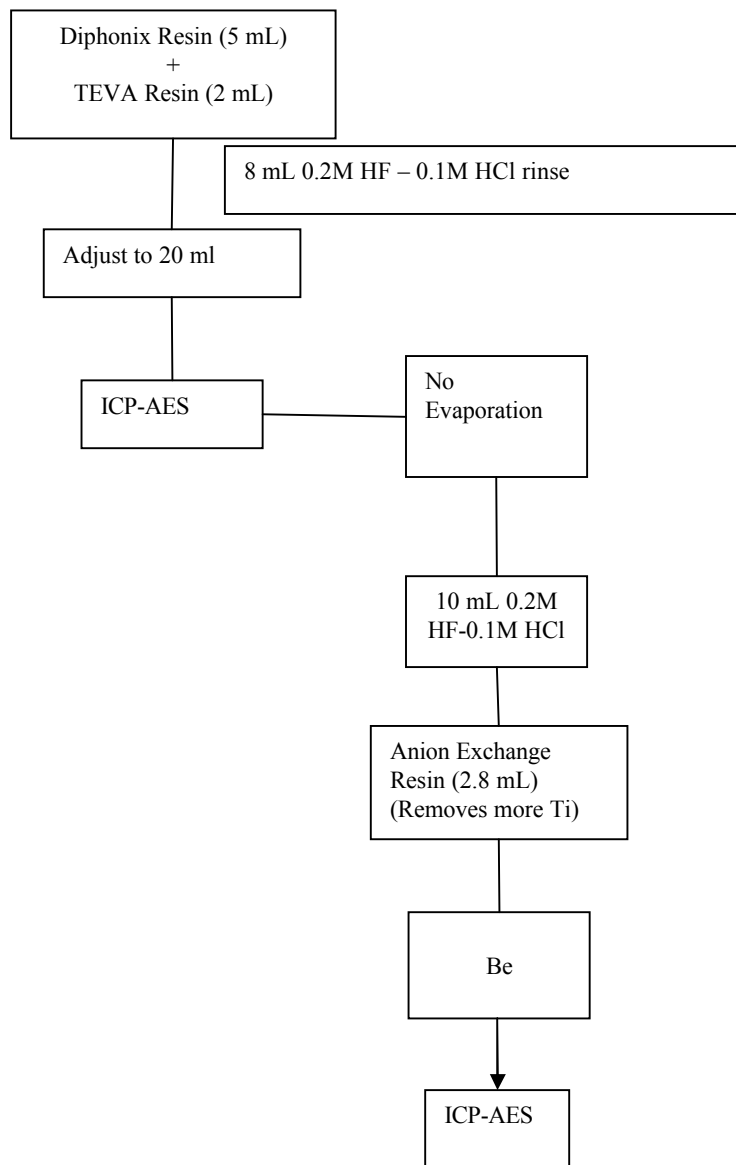 Diphonix Resin (5 mL)
+
TEVA Resin (2 mL)
8 mL 0.2M HF – 0.1M HCl rinse
Adjust to 20 ml
ICP-AES
No
Evaporation
10 mL 0.2M
HF-0.1M HCl
Anion Exchange
Resin (2.8 mL)
(Removes more Ti)
Be
ICP-AES